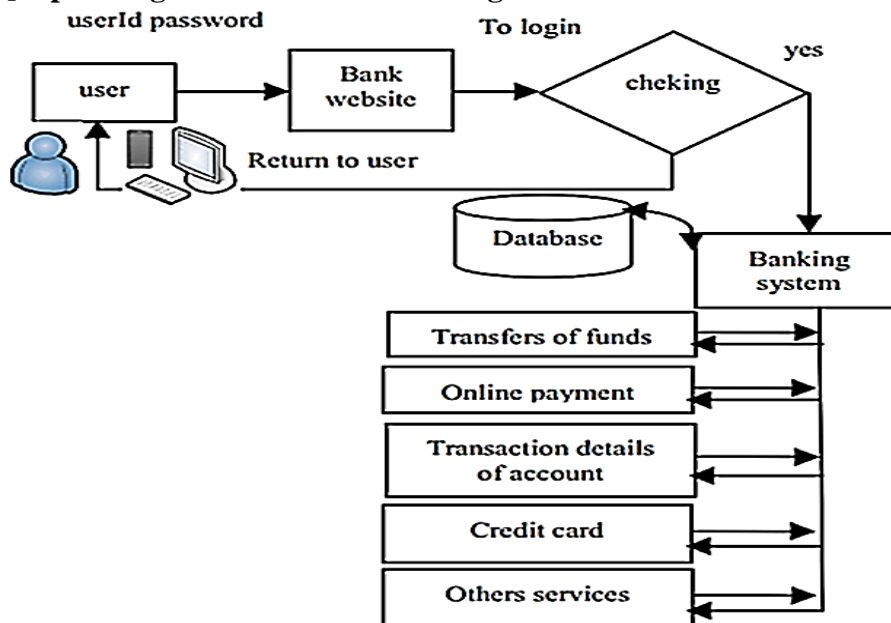 userId password
To login
yes
user
Bank
website
cheking
Return to user
Database
Banking
system
Transfers of funds
Online payment
Transaction details
of account
Credit card
Others services